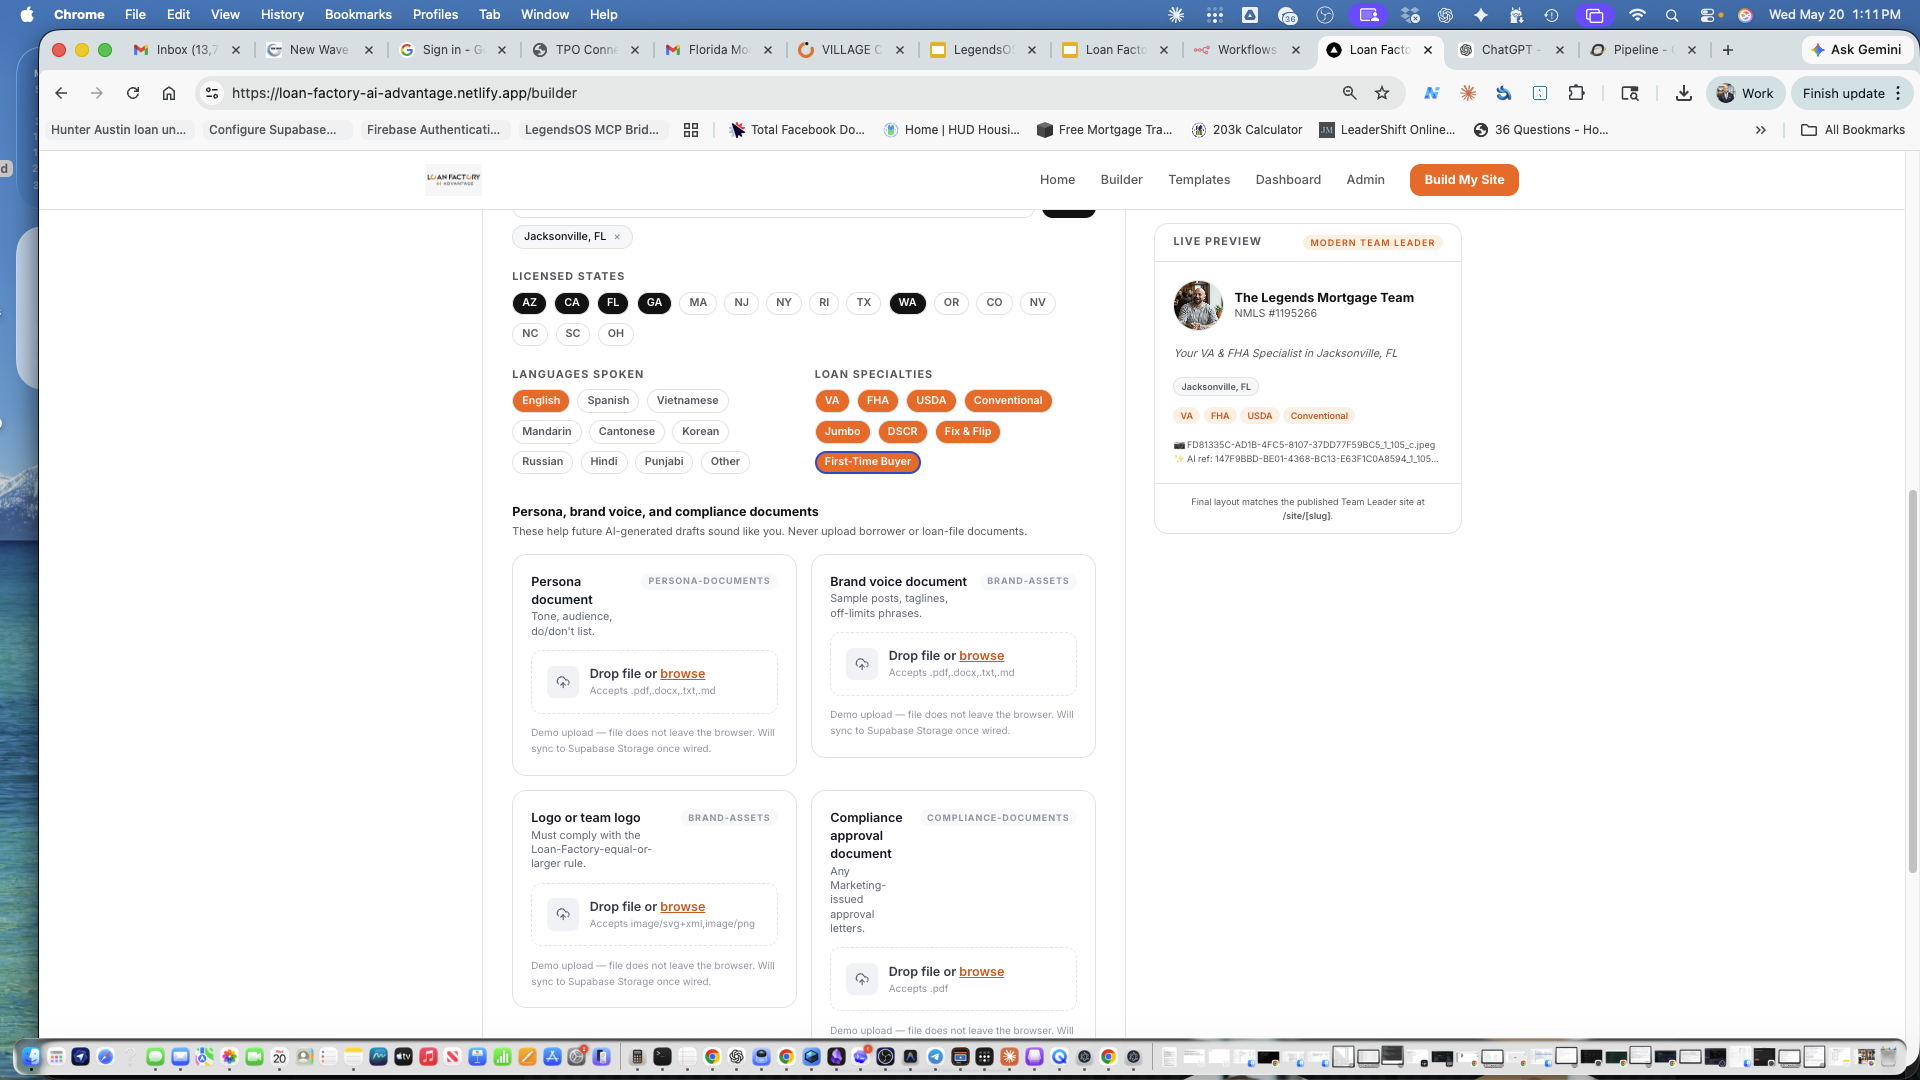 Chrome File Edit View History Bookmarks Profiles Tab Window Help
36
Wed May 20 1:11 PM
Inbox (13,7
New Wave
Sign in - G
TPO Conne
Florida Mo
VILLAGE C
LegendsOS
Loan Facto
Workflows
Loan Facto
ChatGPT -
Pipeline -
Ask Gemini
https://loan-factory-ai-advantage.netlify.app/builder
Work
Finish update
Hunter Austin loan un...
Configure Supabase...
Firebase Authenticati...
LegendsOS MCP Brid...
Total Facebook Do...
Home | HUD Housi...
Free Mortgage Tra...
203k Calculator
JM
LeaderShift Online...
36 Questions - Ho...
All Bookmarks
LOAN FACTORY
AI ADVANTAGE
Home Builder Templates Dashboard Admin Build My Site
Jacksonville, FL ×
LICENSED STATES
AZ CA FL GA MA NJ NY RI TX WA OR CO NV
NC SC OH
LANGUAGES SPOKEN
English Spanish Vietnamese
Mandarin Cantonese Korean
Russian Hindi Punjabi Other
LOAN SPECIALTIES
VA FHA USDA Conventional
Jumbo DSCR Fix & Flip
First-Time Buyer
Persona, brand voice, and compliance documents
These help future AI-generated drafts sound like you. Never upload borrower or loan-file documents.
Persona
document
PERSONA-DOCUMENTS
Tone, audience,
do/don't list.
Drop file or browse
Accepts .pdf,.docx,.txt,.md
Demo upload — file does not leave the browser. Will
sync to Supabase Storage once wired.
Brand voice document
BRAND-ASSETS
Sample posts, taglines,
off-limits phrases.
Drop file or browse
Accepts .pdf,.docx,.txt,.md
Demo upload — file does not leave the browser. Will
sync to Supabase Storage once wired.
Logo or team logo
BRAND-ASSETS
Must comply with the
Loan-Factory-equal-or-
larger rule.
Drop file or browse
Accepts image/svg+xml,image/png
Demo upload — file does not leave the browser. Will
sync to Supabase Storage once wired.
Compliance
approval
document
COMPLIANCE-DOCUMENTS
Any
Marketing-
issued
approval
letters.
Drop file or browse
Accepts .pdf
Demo upload — file does not leave the browser. Will
LIVE PREVIEW
MODERN TEAM LEADER
The Legends Mortgage Team
NMLS #1195266
Your VA & FHA Specialist in Jacksonville, FL
Jacksonville, FL
VA FHA USDA Conventional
FD81335C-AD1B-4FC5-8107-37DD77F59BC5_1_105_c.jpeg
AI ref: 147F9BBD-BE01-4368-BC13-E63F1C0A8594_1_105...
Final layout matches the published Team Leader site at
/site/[slug].
20